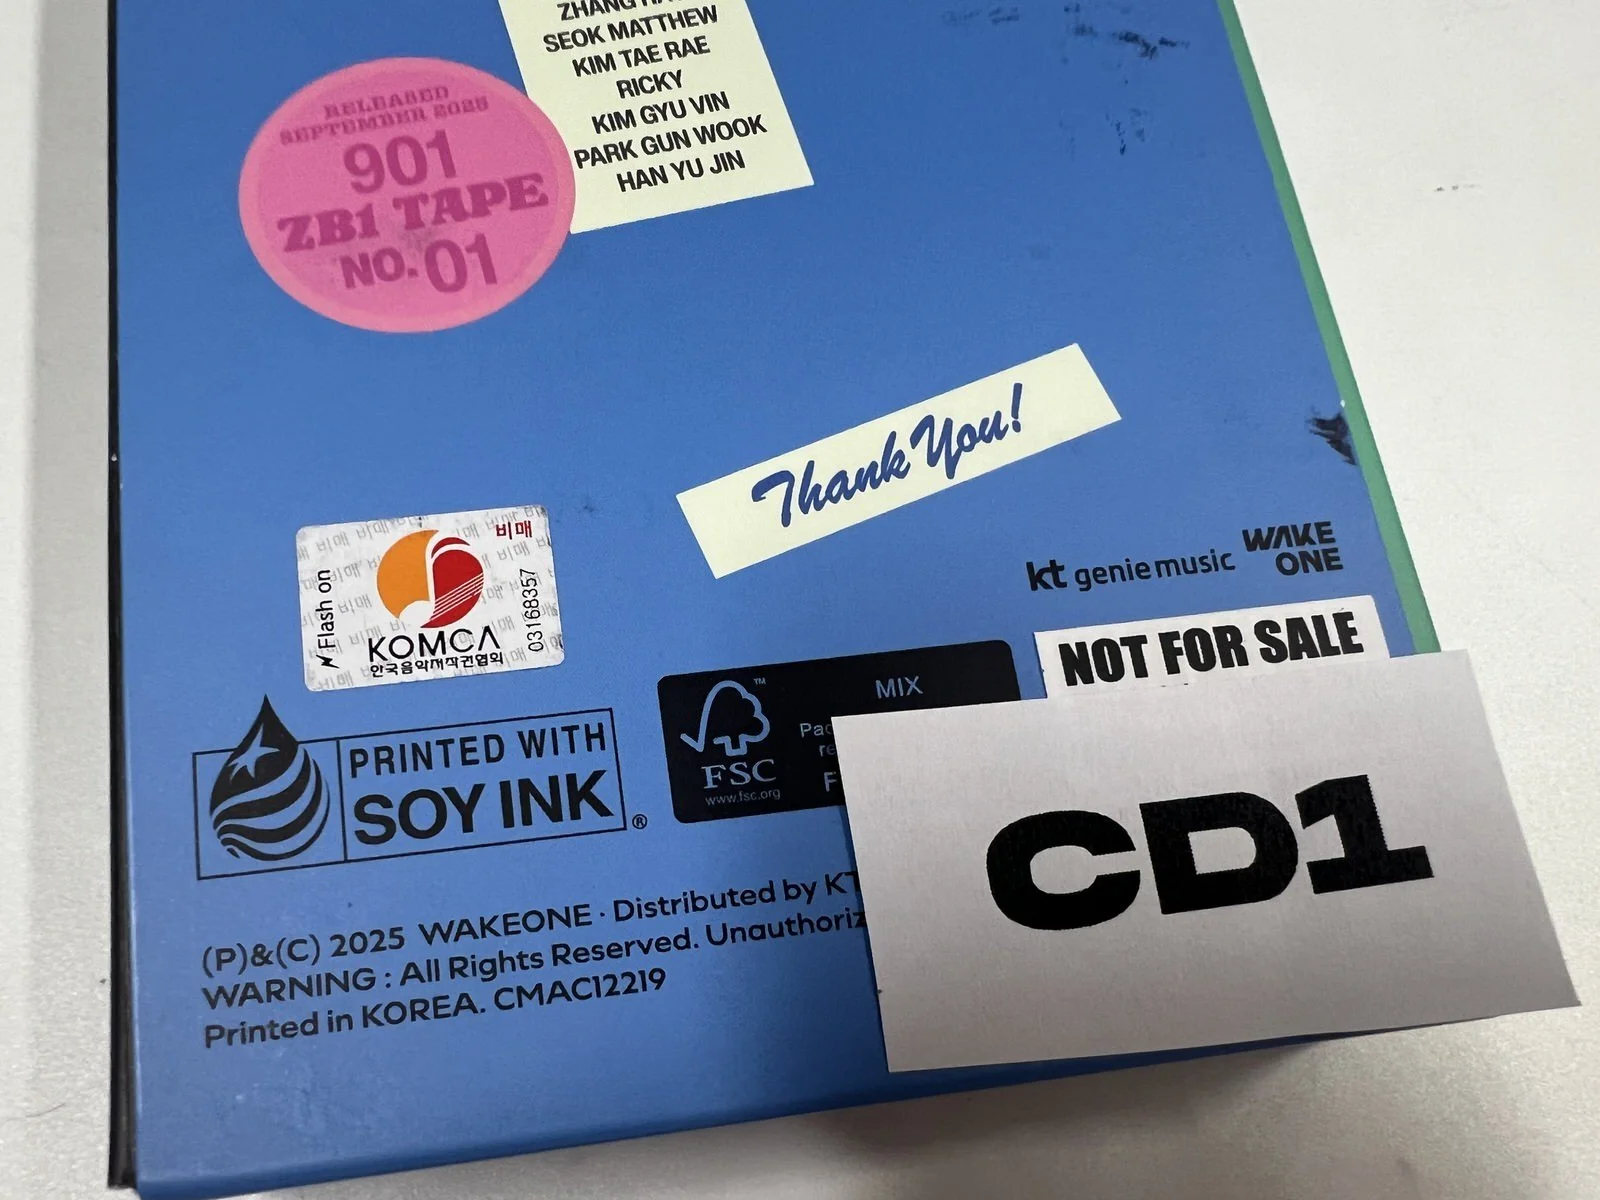 SEOK MATTHEW
KIM TAE RAE
RICKY
KIM GYU VIN
PARK GUN WOOK
HAN YU JIN
RELEASED
SEPTEMBER 2025
901
ZB1 TAPE
NO. 01
Thank You!
kt genie music
WAKE
ONE
NOT FOR SALE
비매
Flash on
03168357
KOMCA
한국음악저작권협회
PRINTED WITH
SOY INK®
MIX
FSC™
www.fsc.org
CD1
(P)&(C) 2025 WAKEONE · Distributed by KT
WARNING : All Rights Reserved.
Printed in KOREA. CMAC12219